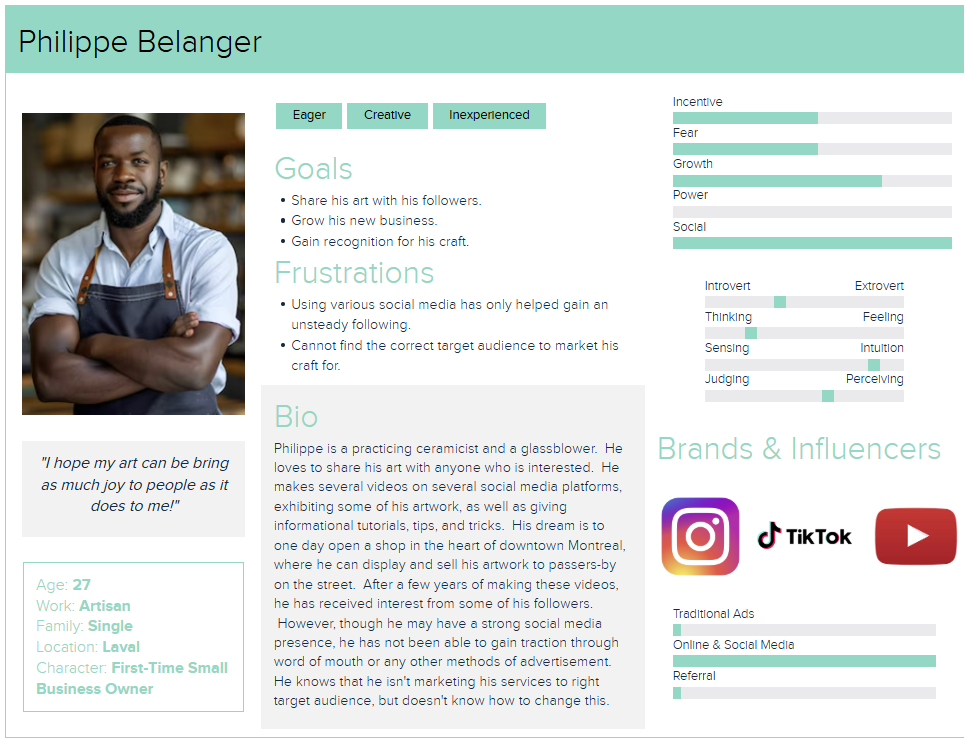 Philippe Belanger
"I hope my art can be bring
as much joy to people as it
does to me!"
Age: 27
Work: Artisan
Family: Single
Location: Laval
Character: First-Time Small
Business Owner
Eager
Creative
Inexperienced
Goals
• Share his art with his followers.
• Grow his new business.
• Gain recognition for his craft.
Frustrations
• Using various social media has only helped gain an
unsteady following.
• Cannot find the correct target audience to market his
craft for.
Bio
Philippe is a practicing ceramicist and a glassblower. He
loves to share his art with anyone who is interested. He
makes several videos on several social media platforms,
exhibiting some of his artwork, as well as giving
informational tutorials, tips, and tricks. His dream is to
one day open a shop in the heart of downtown Montreal,
where he can display and sell his artwork to passers-by
on the street. After a few years of making these videos,
he has received interest from some of his followers.
However, though he may have a strong social media
presence, he has not been able to gain traction through
word of mouth or any other methods of advertisement.
He knows that he isn't marketing his services to right
target audience, but doesn't know how to change this.
Incentive
Fear
Growth
Power
Social
Introvert Extrovert
Thinking Feeling
Sensing Intuition
Judging Perceiving
Brands & Influencers
TikTok
Traditional Ads
Online & Social Media
Referral